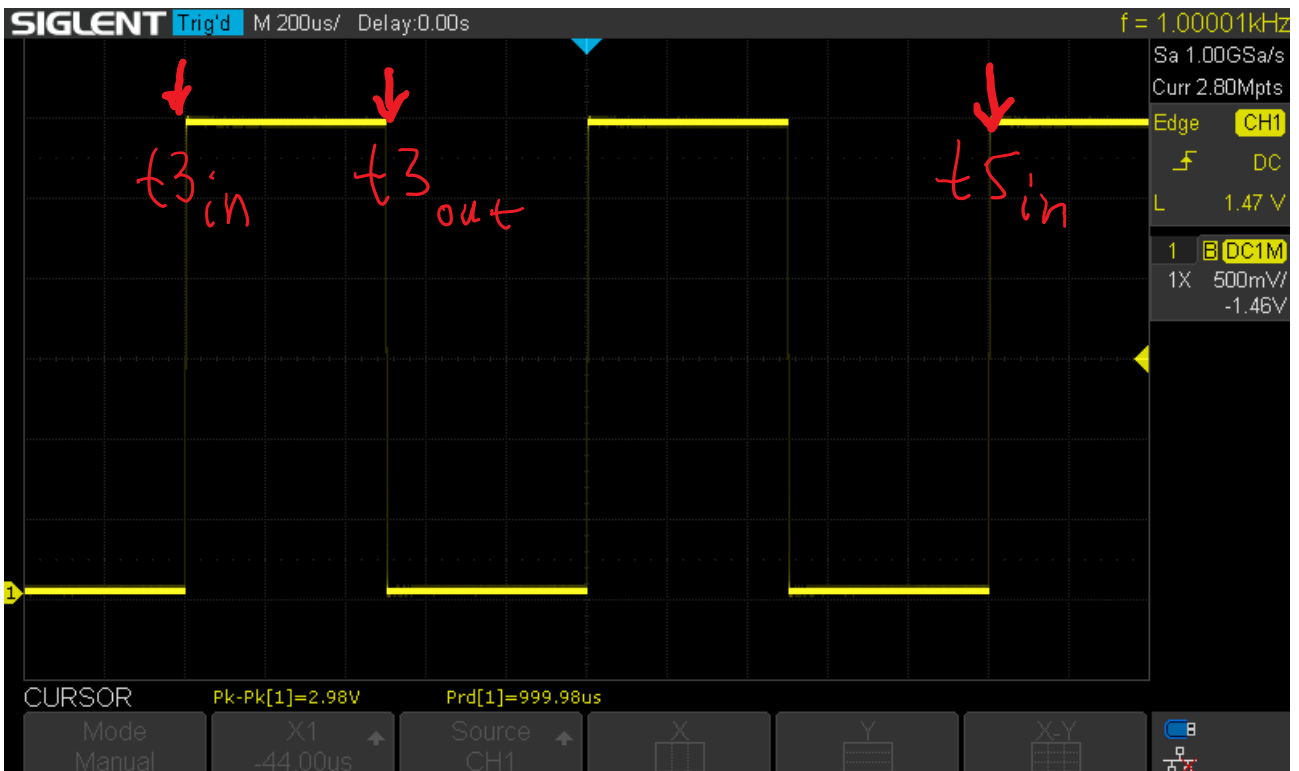 SIGLENT Trig'd M 200us/ Delay:0.00s f = 1.00001kHz
Sa 1.00GSa/s
Curr 2.80Mpts
Edge CH1
DC
L 1.47 V
1 B DC1M
1X 500mV/
-1.46V
t3in t3out t5in
1
CURSOR Pk-Pk[1]=2.98V Prd[1]=999.98us
Mode X1 Source X Y X-Y
Manual -44.00us CH1